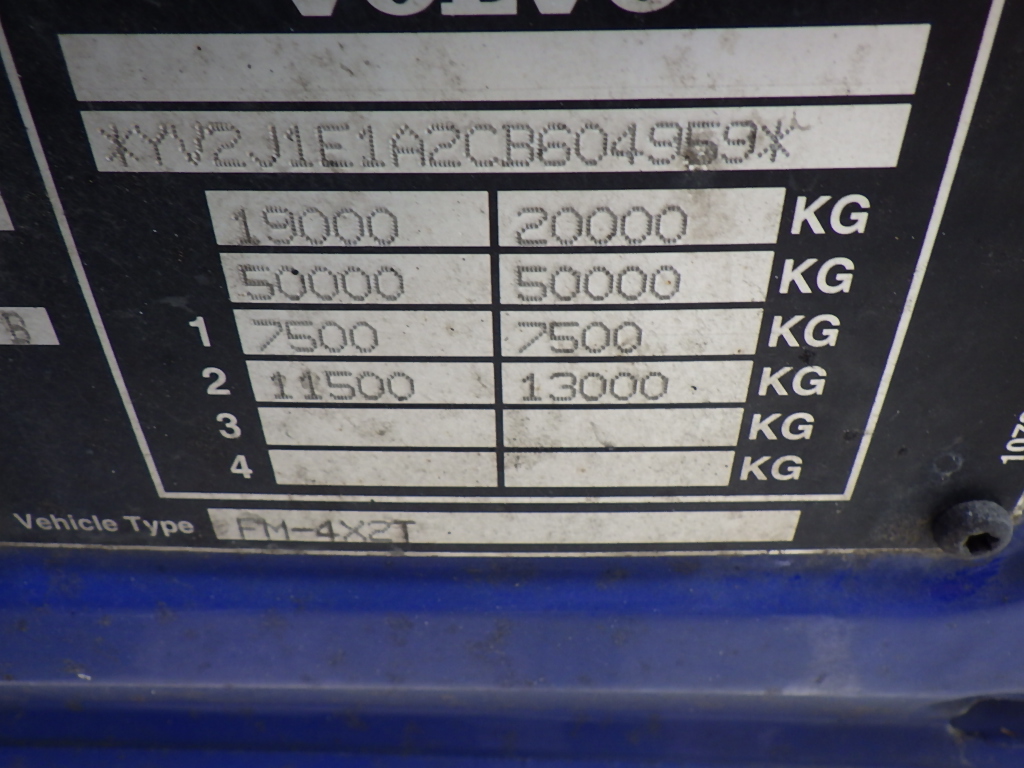 VOLVO
XYV2J1E1A2CB604959X
19000 20000 KG
50000 50000 KG
B
1 7500 7500 KG
2 11500 13000 KG
3 KG
4 KG
Vehicle Type FM-4X2T